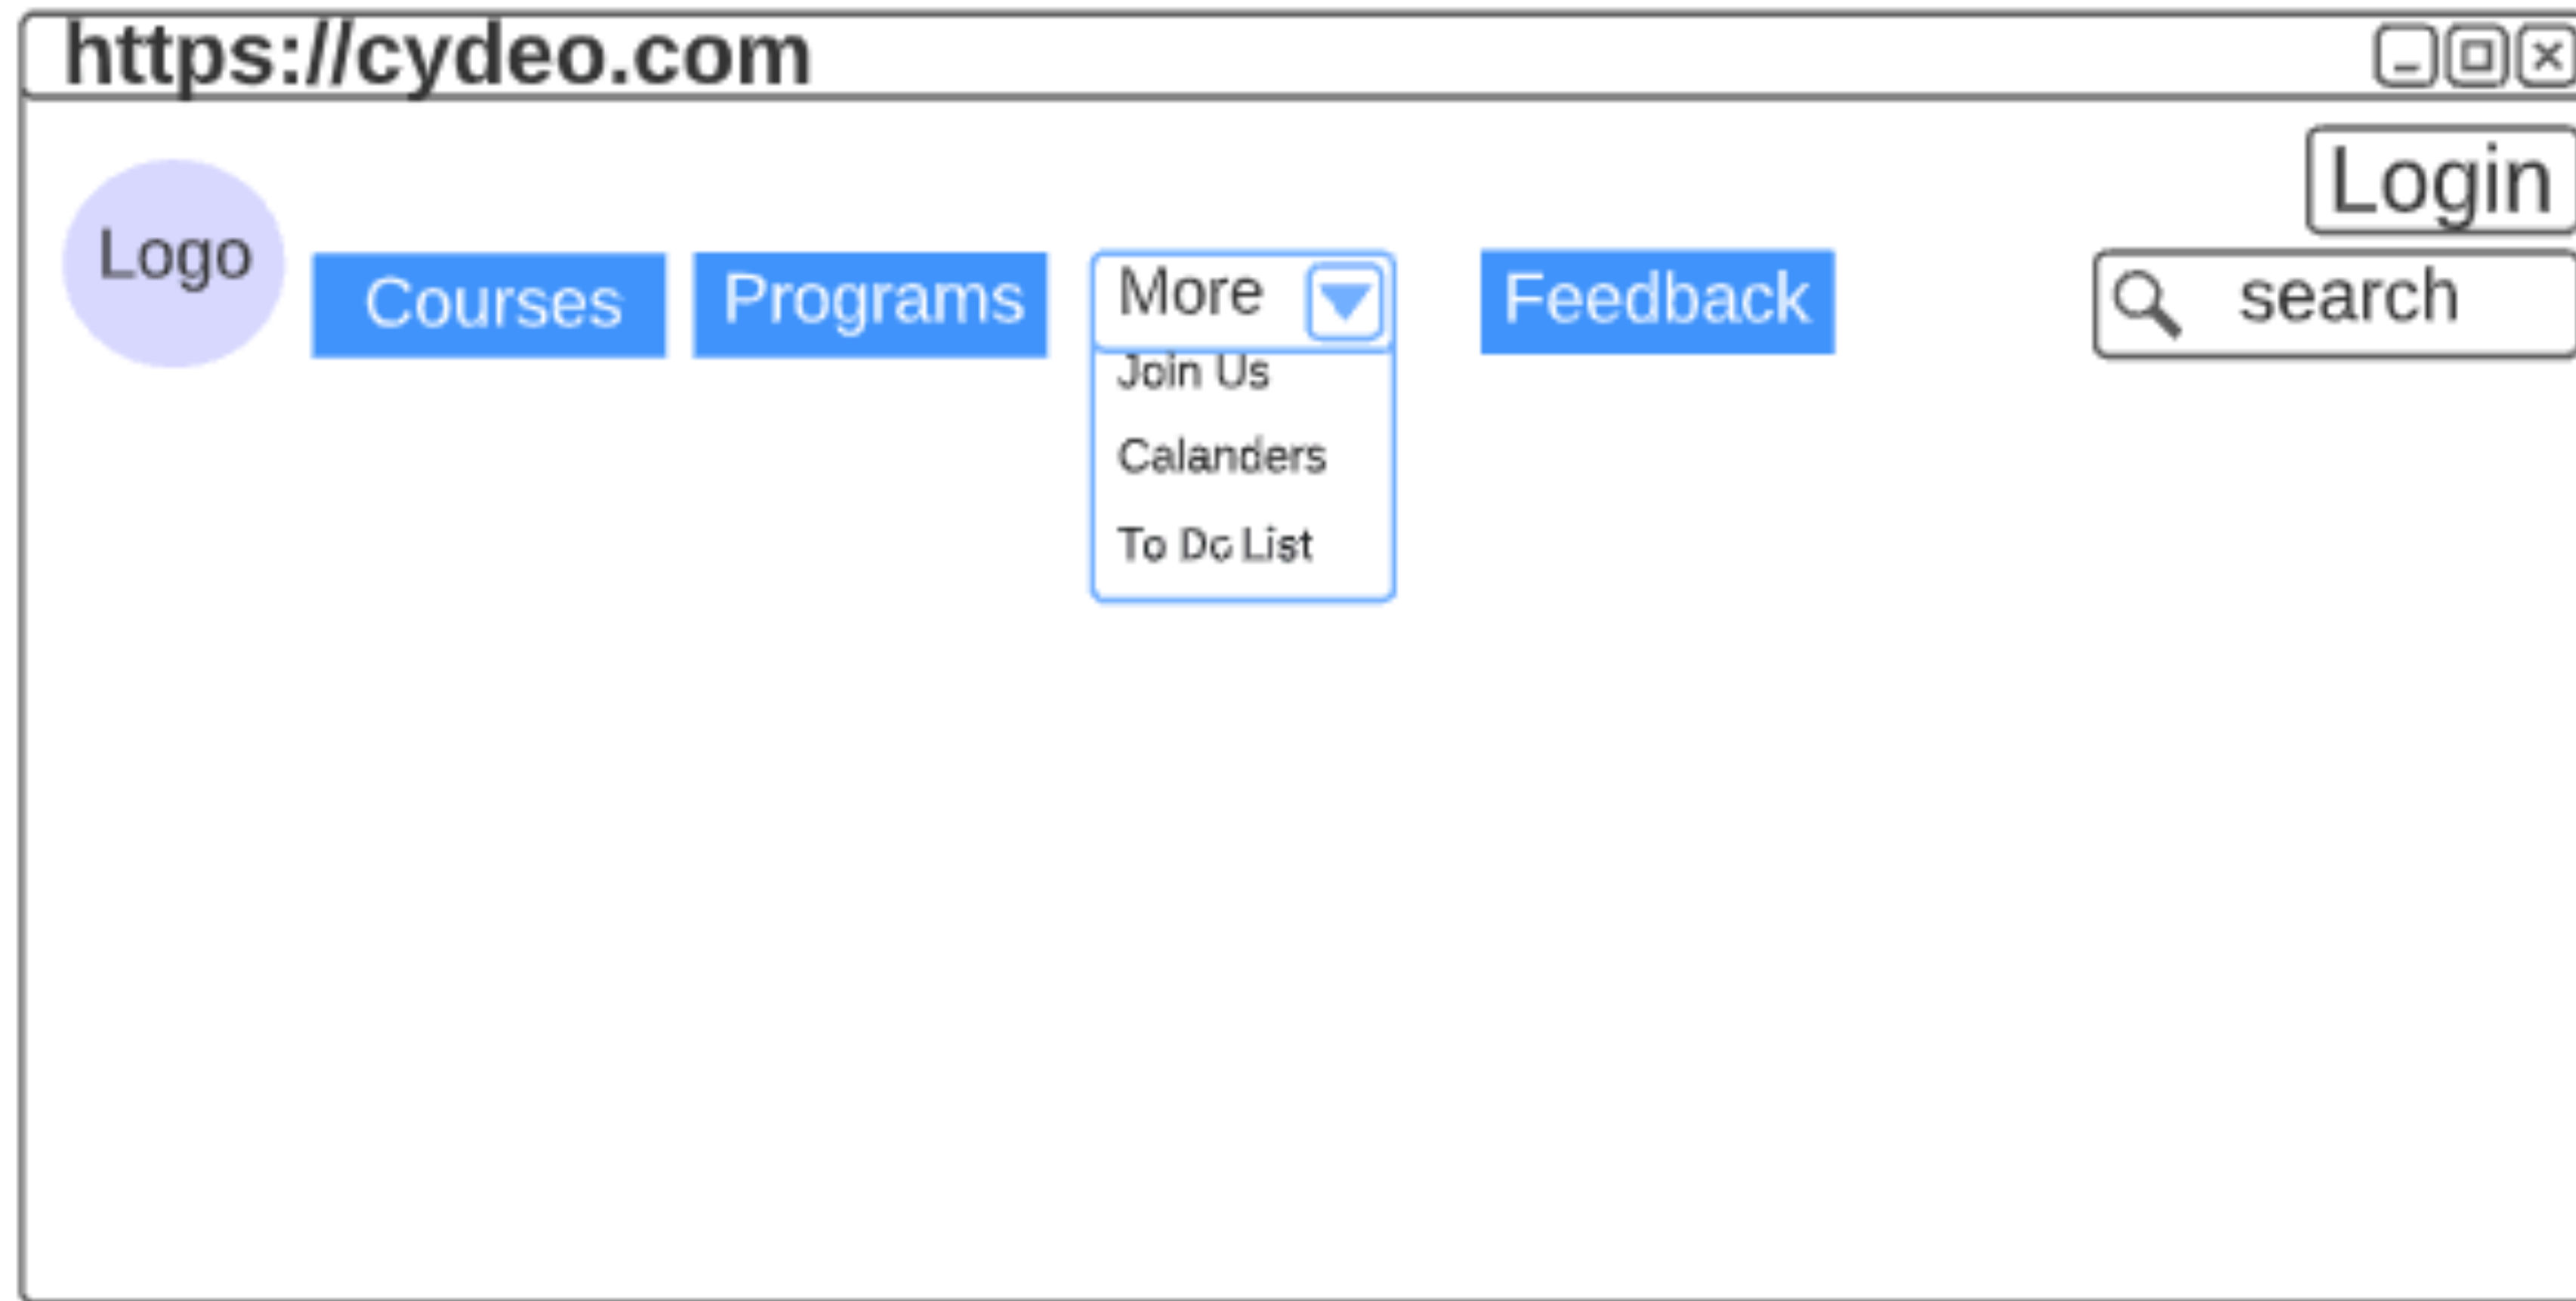 https://cydeo.com
Login
Logo
Courses
Programs
More
Feedback
search
Join Us
Calanders
To Do List